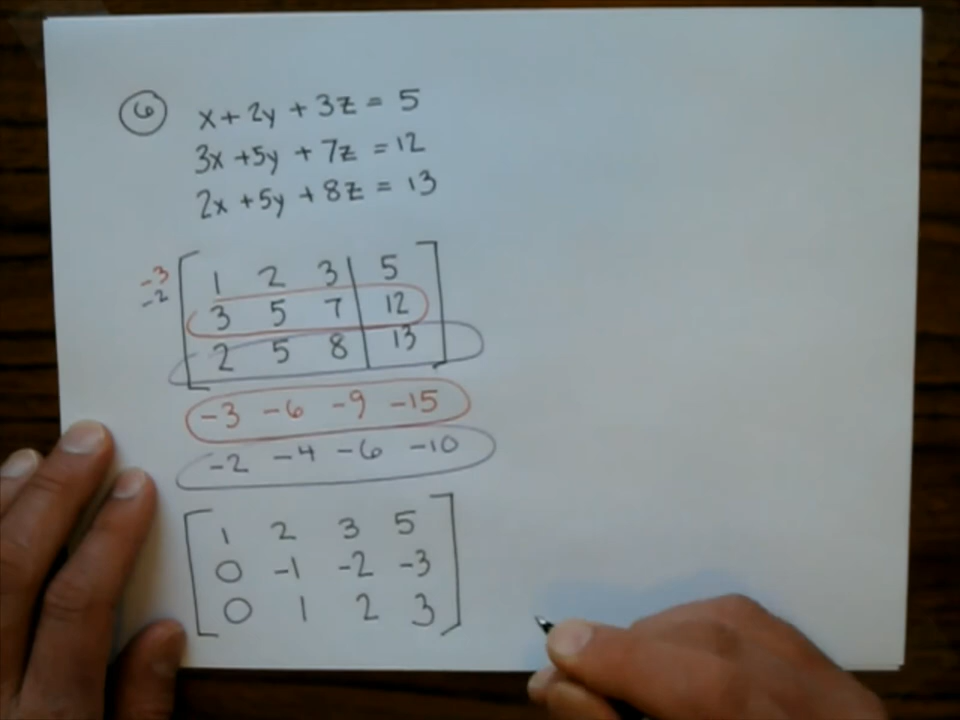 6 x + 2y + 3z = 5
3x + 5y + 7z = 12
2x + 5y + 8z = 13
-3 1 2 3 5
-2 3 5 7 12
2 5 8 13
-3 -6 -9 -15
-2 -4 -6 -10
1 2 3 5
0 -1 -2 -3
0 1 2 3